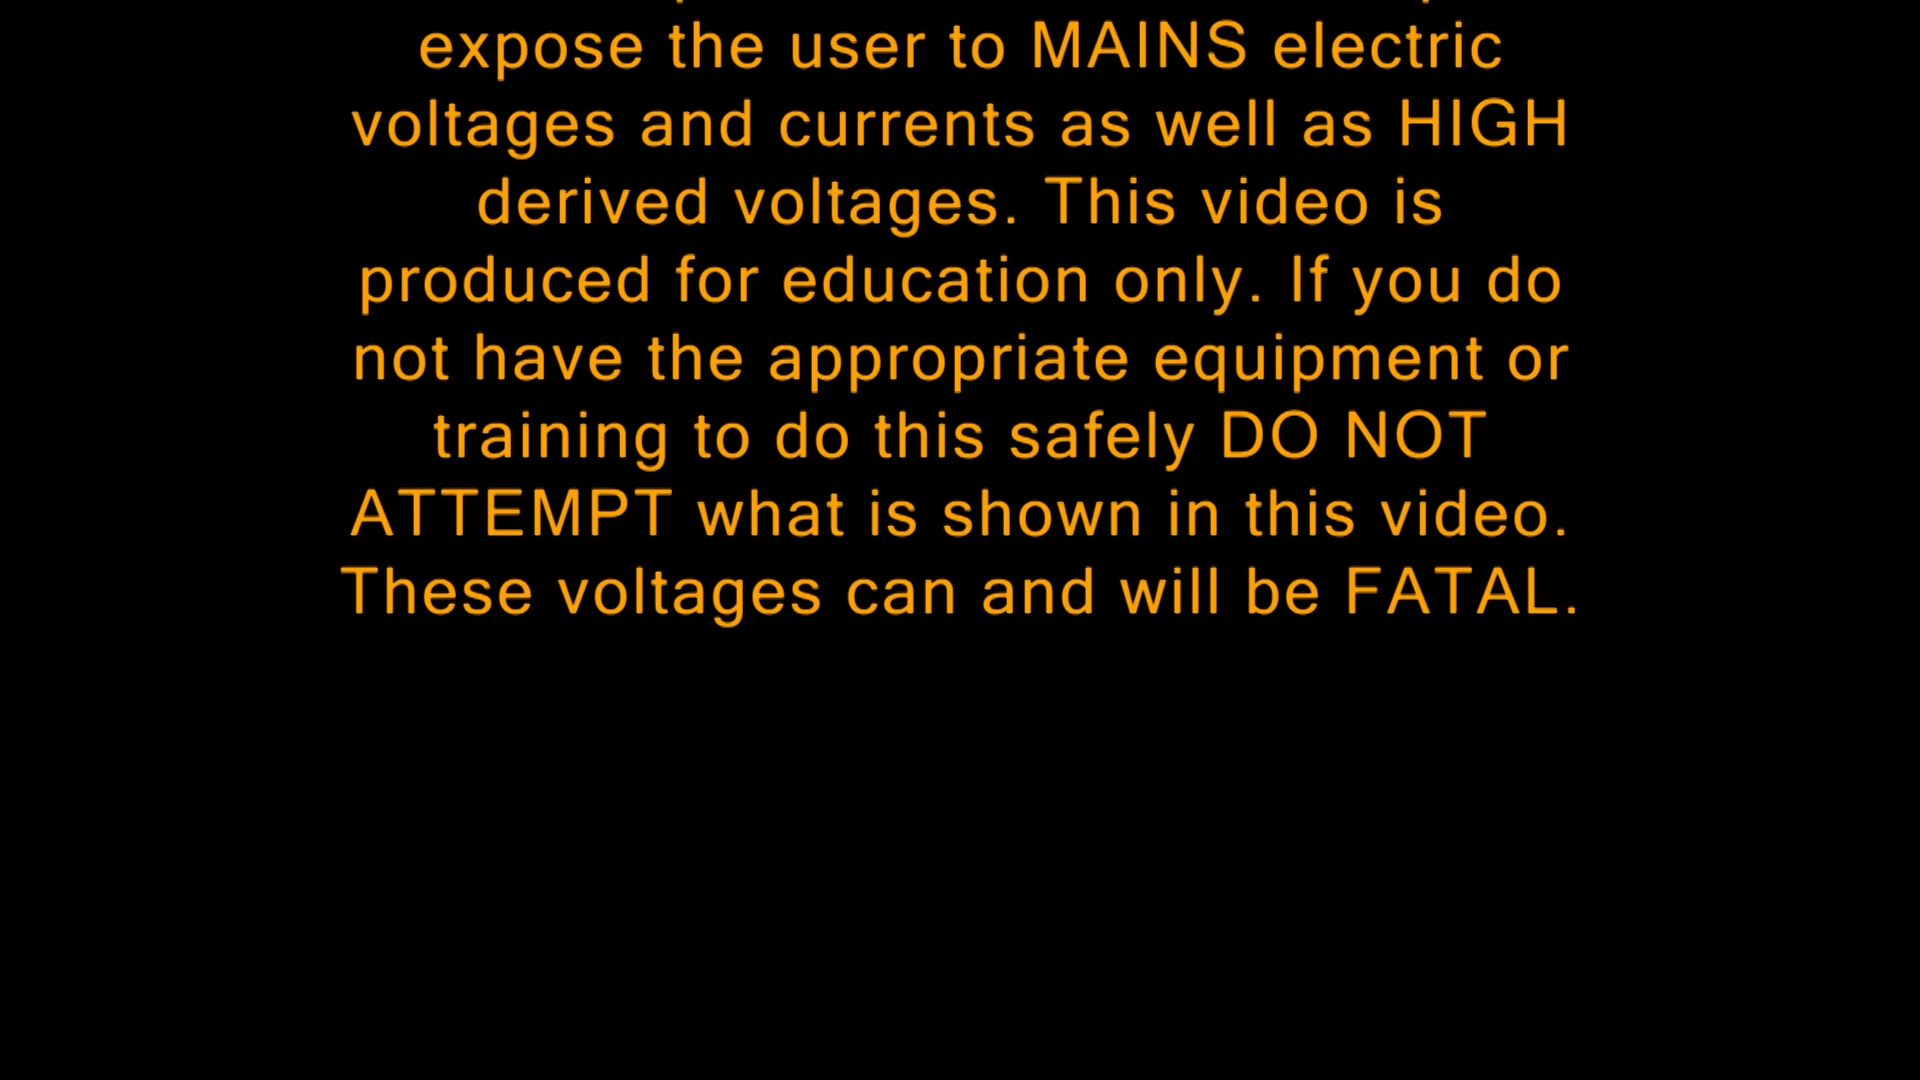 expose the user to MAINS electric
voltages and currents as well as HIGH
derived voltages. This video is
produced for education only. If you do
not have the appropriate equipment or
training to do this safely DO NOT
ATTEMPT what is shown in this video.
These voltages can and will be FATAL.